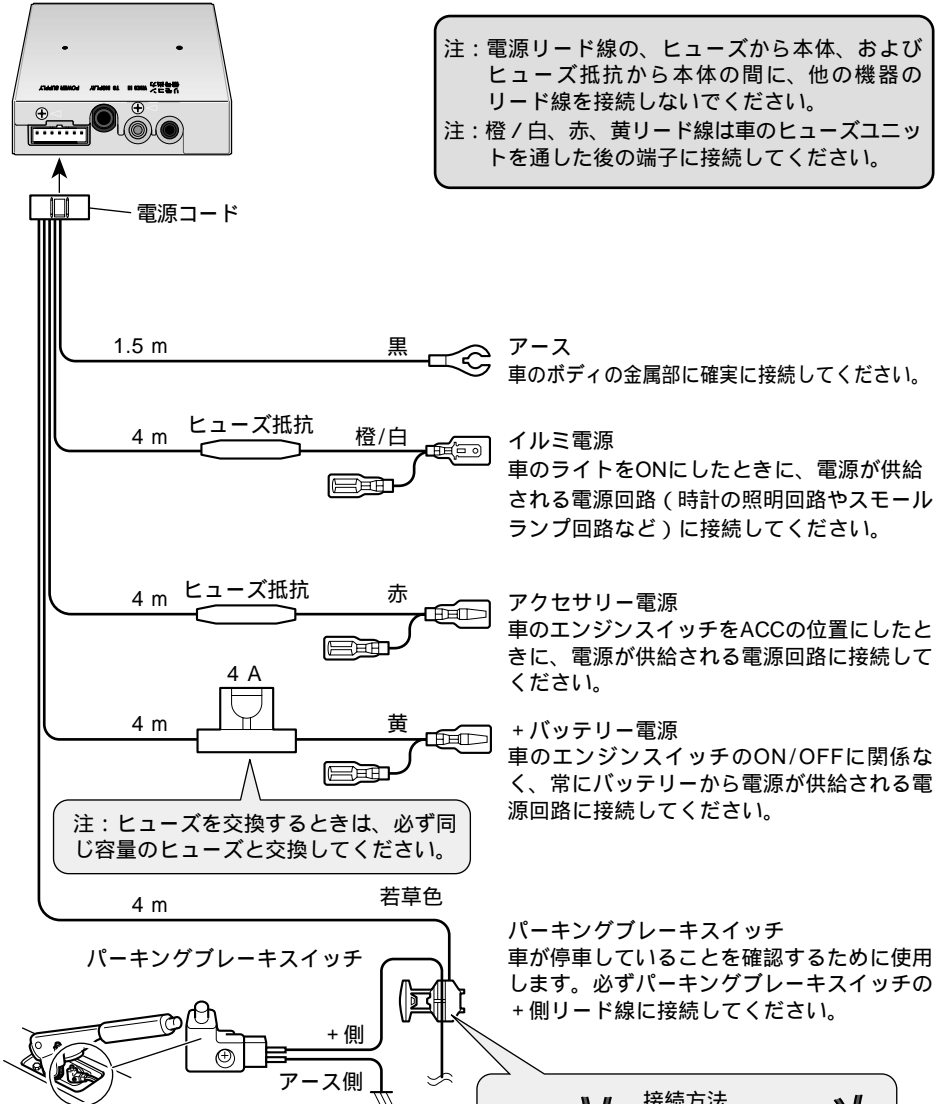 注：電源リード線の、ヒューズから本体、および
ヒューズ抵抗から本体の間に、他の機器の
リード線を接続しないでください。
注：橙 / 白、赤、黄リード線は車のヒューズユニッ
トを通した後の端子に接続してください。
POWER SUPPLY
TO DISPLAY
VIDEO IN
電源コード
1.5 m
黒
アース
車のボディの金属部に確実に接続してください。
4 m
ヒューズ抵抗
橙/白
イルミ電源
車のライトをONにしたときに、電源が供給
される電源回路（時計の照明回路やスモール
ランプ回路など）に接続してください。
4 m
ヒューズ抵抗
赤
アクセサリー電源
車のエンジンスイッチをACCの位置にしたと
きに、電源が供給される電源回路に接続して
ください。
4 A
4 m
黄
+バッテリー電源
車のエンジンスイッチのON/OFFに関係な
く、常にバッテリーから電源が供給される電
源回路に接続してください。
注：ヒューズを交換するときは、必ず同
じ容量のヒューズと交換してください。
4 m
若草色
パーキングブレーキスイッチ
車が停車していることを確認するために使用
します。必ずパーキングブレーキスイッチの
+側リード線に接続してください。
パーキングブレーキスイッチ
+側
アース側
接続方法